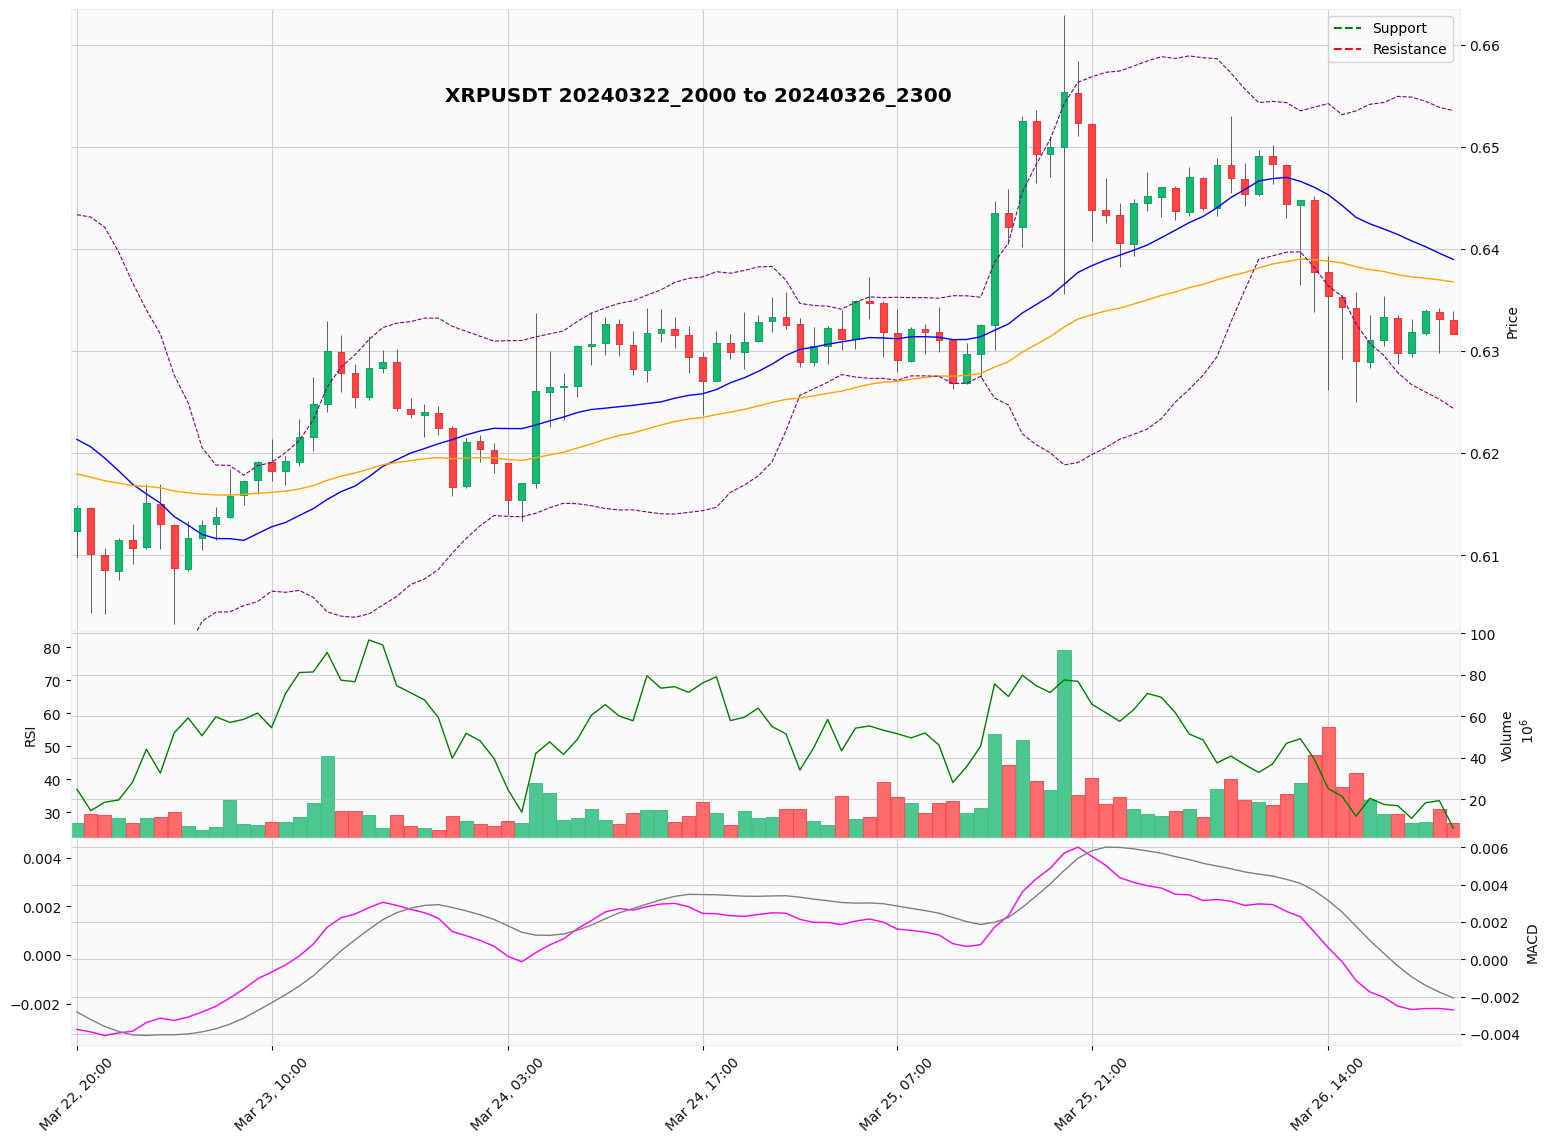 XRPUSDT 20240322_2000 to 20240326_2300
Support
Resistance
0.66
0.65
0.64
0.63
0.62
0.61
Price
80
70
60
50
40
30
RSI
100
80
60
40
20
Volume
10^6
0.004
0.002
0.000
−0.002
0.006
0.004
0.002
0.000
−0.002
−0.004
MACD
Mar 22, 20:00
Mar 23, 10:00
Mar 24, 03:00
Mar 24, 17:00
Mar 25, 07:00
Mar 25, 21:00
Mar 26, 14:00